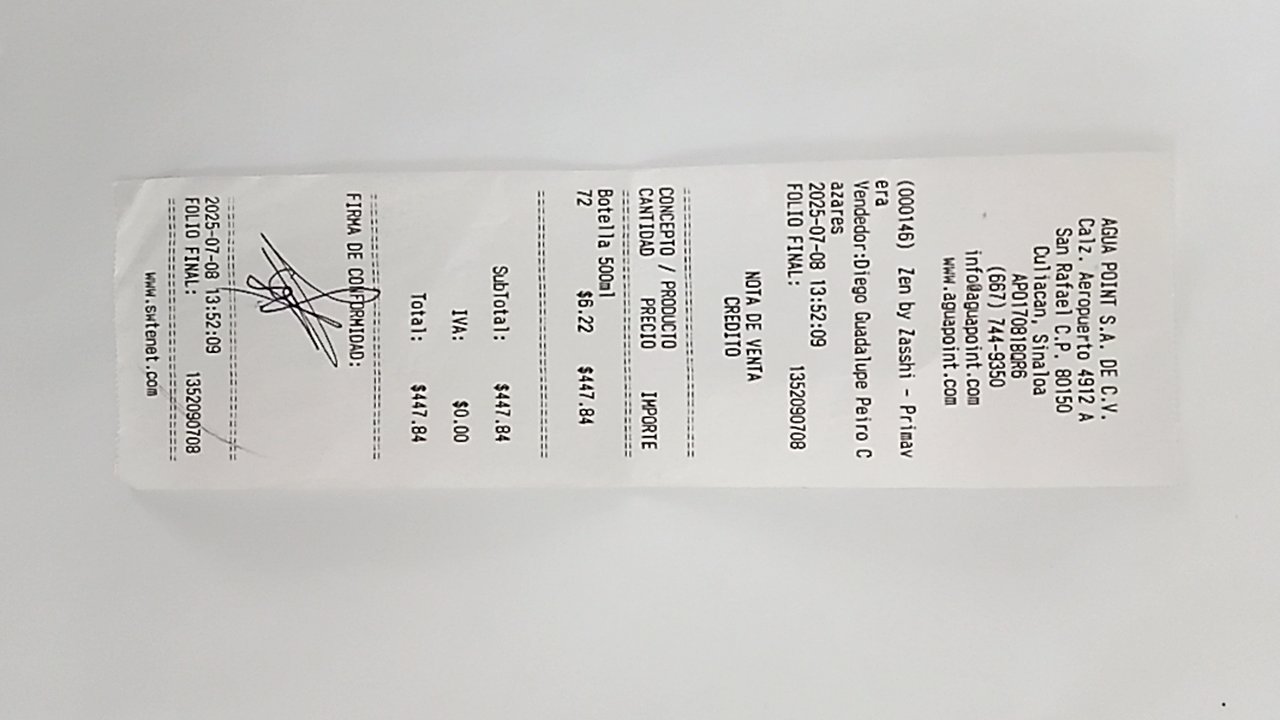 AGUA POINT S.A. DE C.V.
Calz. Aeropuerto 4912 A
San Rafael C.P. 80150
Culiacan, Sinaloa
APO170818QR6
(667) 744-9350
info@aguapoint.com
www.aguapoint.com
(000146) Zen by Zasshi - Primav
era
Vendedor:Diego Guadalupe Peiro C
azares
2025-07-08 13:52:09
FOLIO FINAL: 1352090708
NOTA DE VENTA
CREDITO
CONCEPTO / PRODUCTO
CANTIDAD PRECIO IMPORTE
Botella 500ml
72 $6.22 $447.84
SubTotal: $447.84
IVA: $0.00
Total: $447.84
FIRMA DE CONFORMIDAD:
2025-07-08 13:52:09
FOLIO FINAL: 1352090708
www.swtenet.com